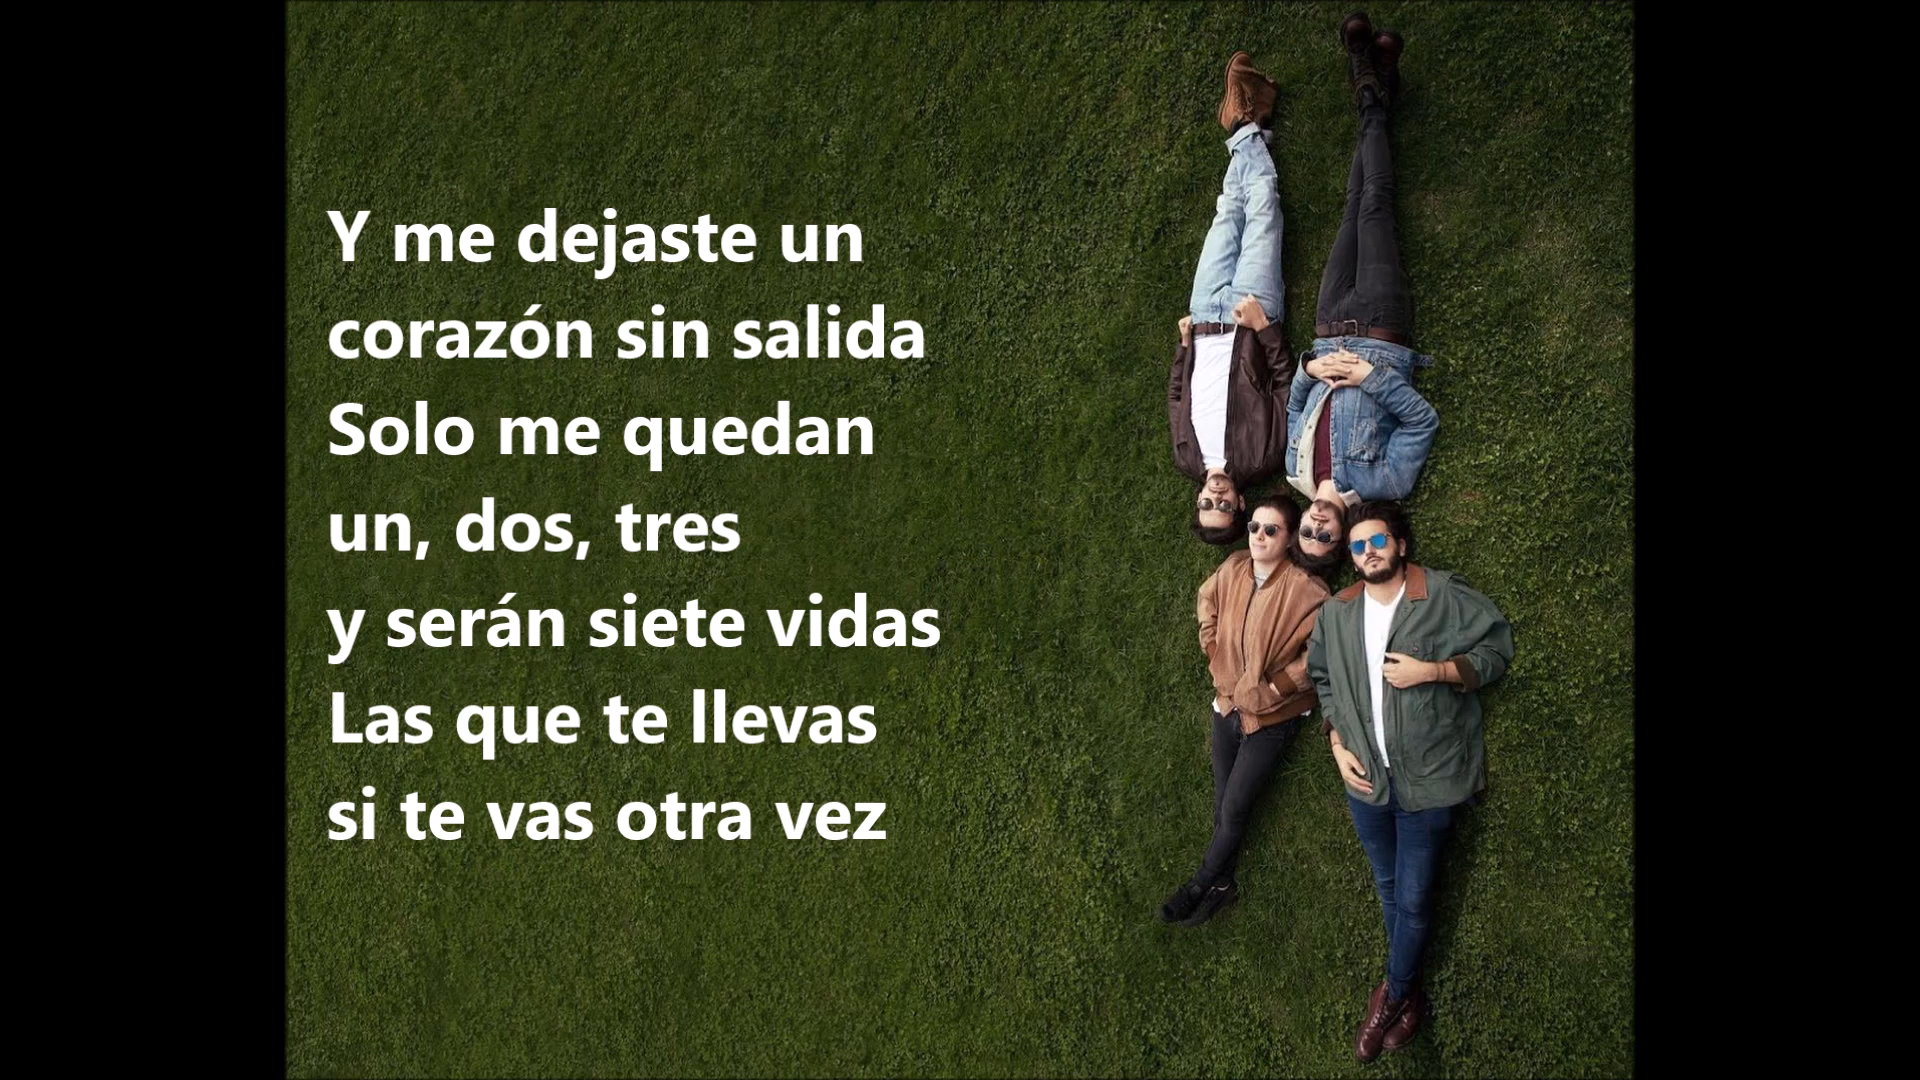 Y me dejaste un
corazón sin salida
Solo me quedan
un, dos, tres
y serán siete vidas
Las que te llevas
si te vas otra vez